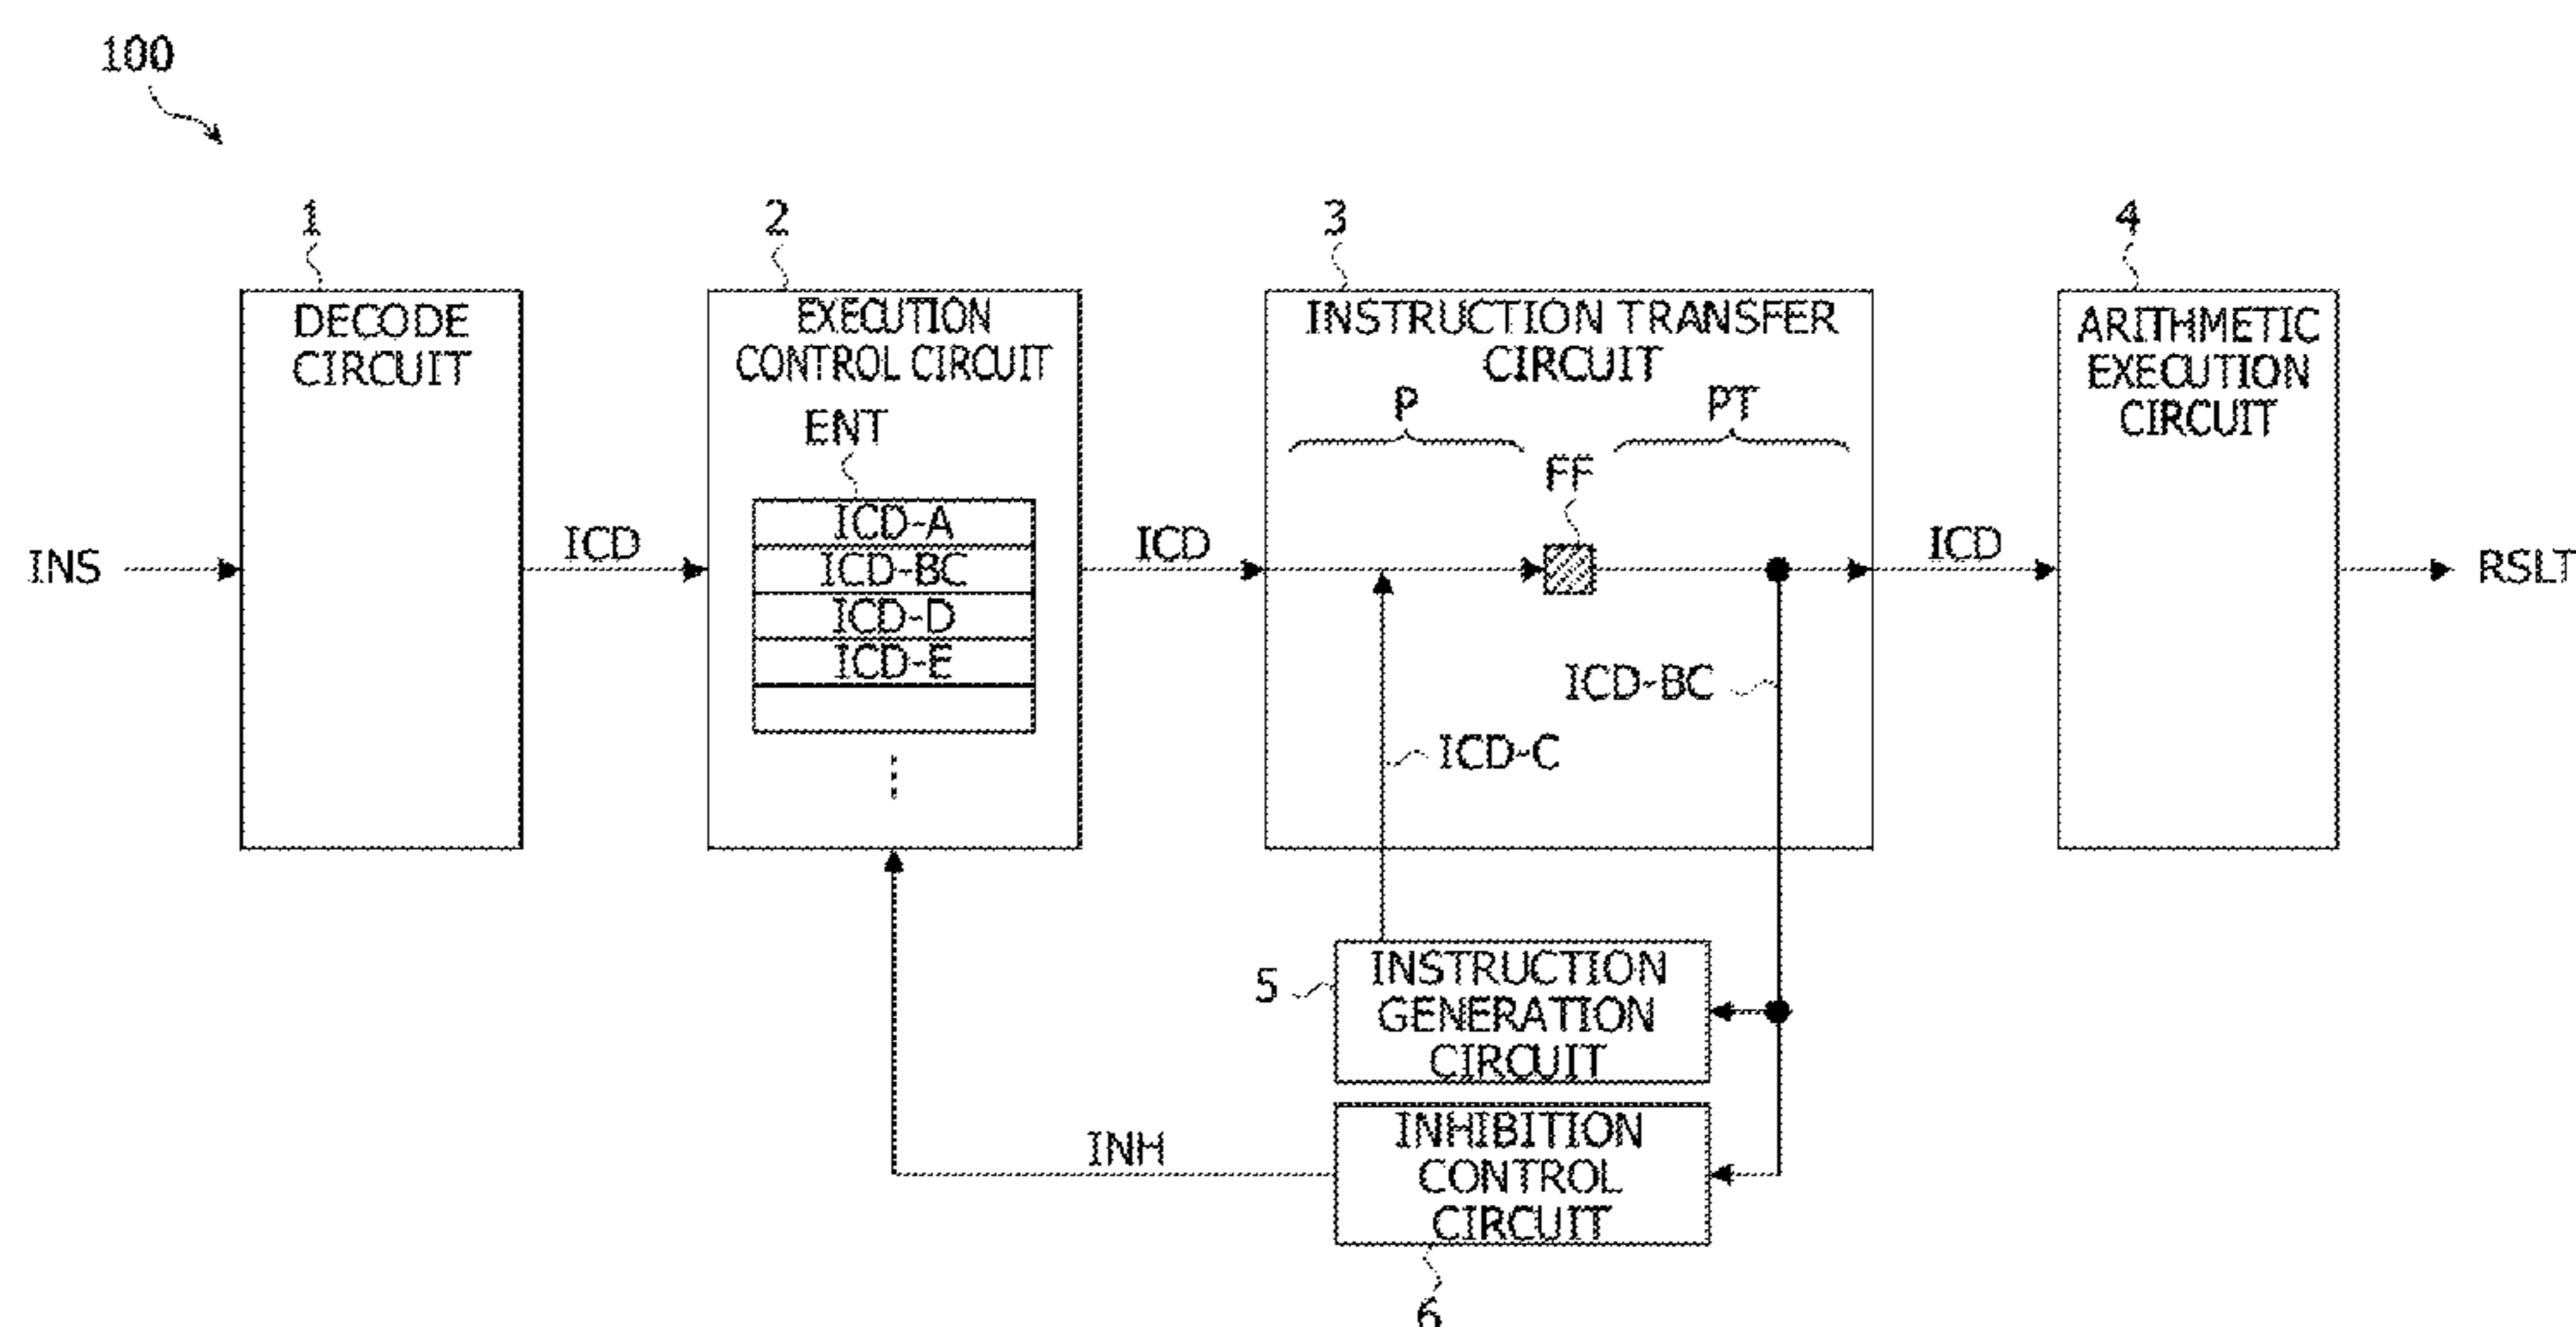 100
1
2
3
4
DECODE
CIRCUIT
EXECUTION
CONTROL CIRCUIT
INSTRUCTION TRANSFER
CIRCUIT
ARITHMETIC
EXECUTION
CIRCUIT
ENT
P
PT
FF
ICD-A
ICD-BC
ICD-D
ICD-E
INS
ICD
ICD
ICD
RSLT
ICD-BC
ICD-C
5
INSTRUCTION
GENERATION
CIRCUIT
INH
INHIBITION
CONTROL
CIRCUIT
6